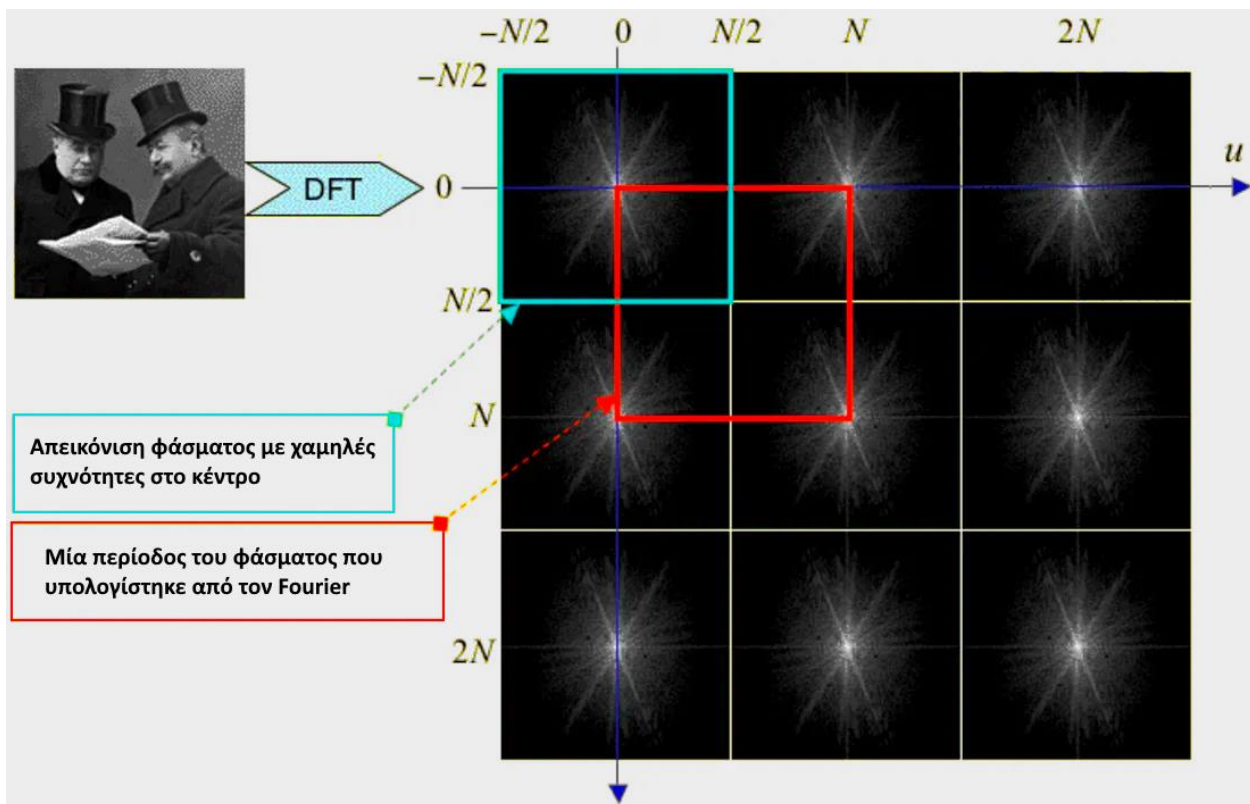 -N/2 0 N/2 N 2N
-N/2
u
DFT
0
N/2
N
Απεικόνιση φάσματος με χαμηλές
συχνότητες στο κέντρο
Μία περίοδος του φάσματος που
υπολογίστηκε από τον Fourier
2N